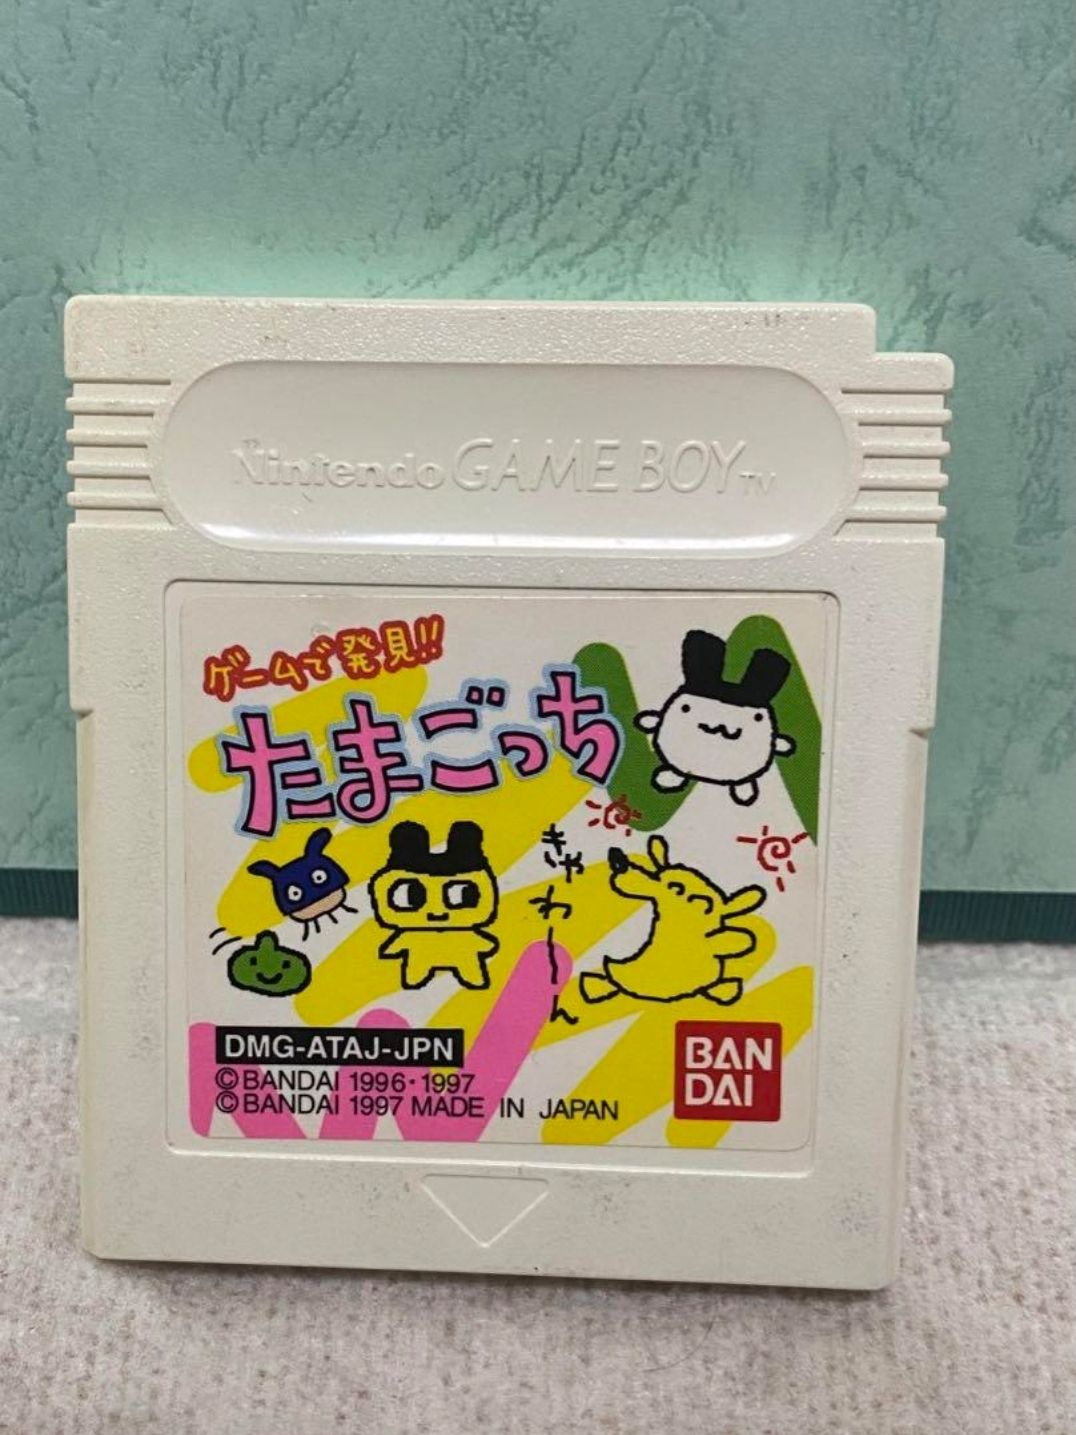 Nintendo GAME BOY TM
ゲームで発見!!
たまごっち
きゃわーん
DMG-ATAJ-JPN
©BANDAI 1996・1997
©BANDAI 1997 MADE IN JAPAN
BAN
DAI